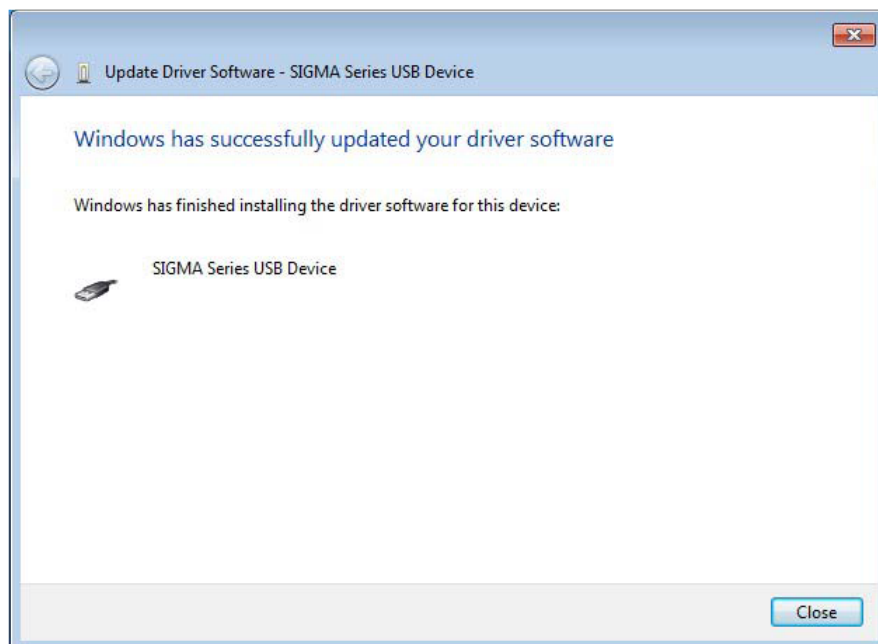 Update Driver Software - SIGMA Series USB Device
Windows has successfully updated your driver software
Windows has finished installing the driver software for this device:
SIGMA Series USB Device
Close